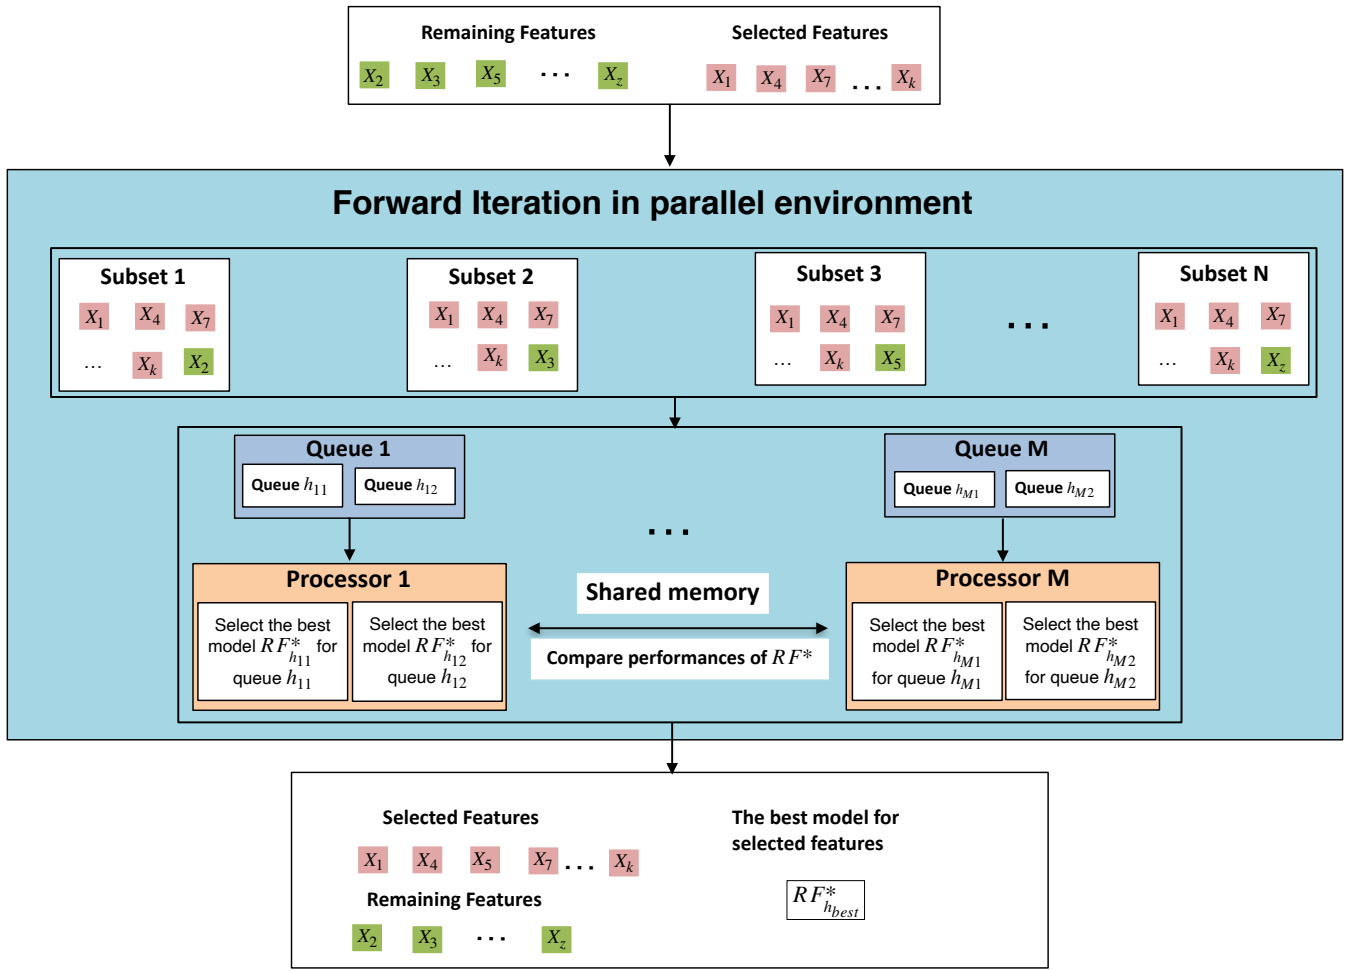 Remaining Features
Selected Features
X2 X3 X5 ... Xz
X1 X4 X7 ... Xk
Forward Iteration in parallel environment
Subset 1
X1 X4 X7
... Xk X2
Subset 2
X1 X4 X7
... Xk X3
Subset 3
X1 X4 X7
... Xk X5
...
Subset N
X1 X4 X7
... Xk Xz
Queue 1
Queue h11
Queue h12
Queue M
Queue hM1
Queue hM2
...
Processor 1
Select the best
model RF*h11 for
queue h11
Select the best
model RF*h12 for
queue h12
Shared memory
Compare performances of RF*
Processor M
Select the best
model RF*hM1
for queue hM1
Select the best
model RF*hM2
for queue hM2
Selected Features
X1 X4 X5 X7 ... Xk
Remaining Features
X2 X3 ... Xz
The best model for
selected features
RF*hbest